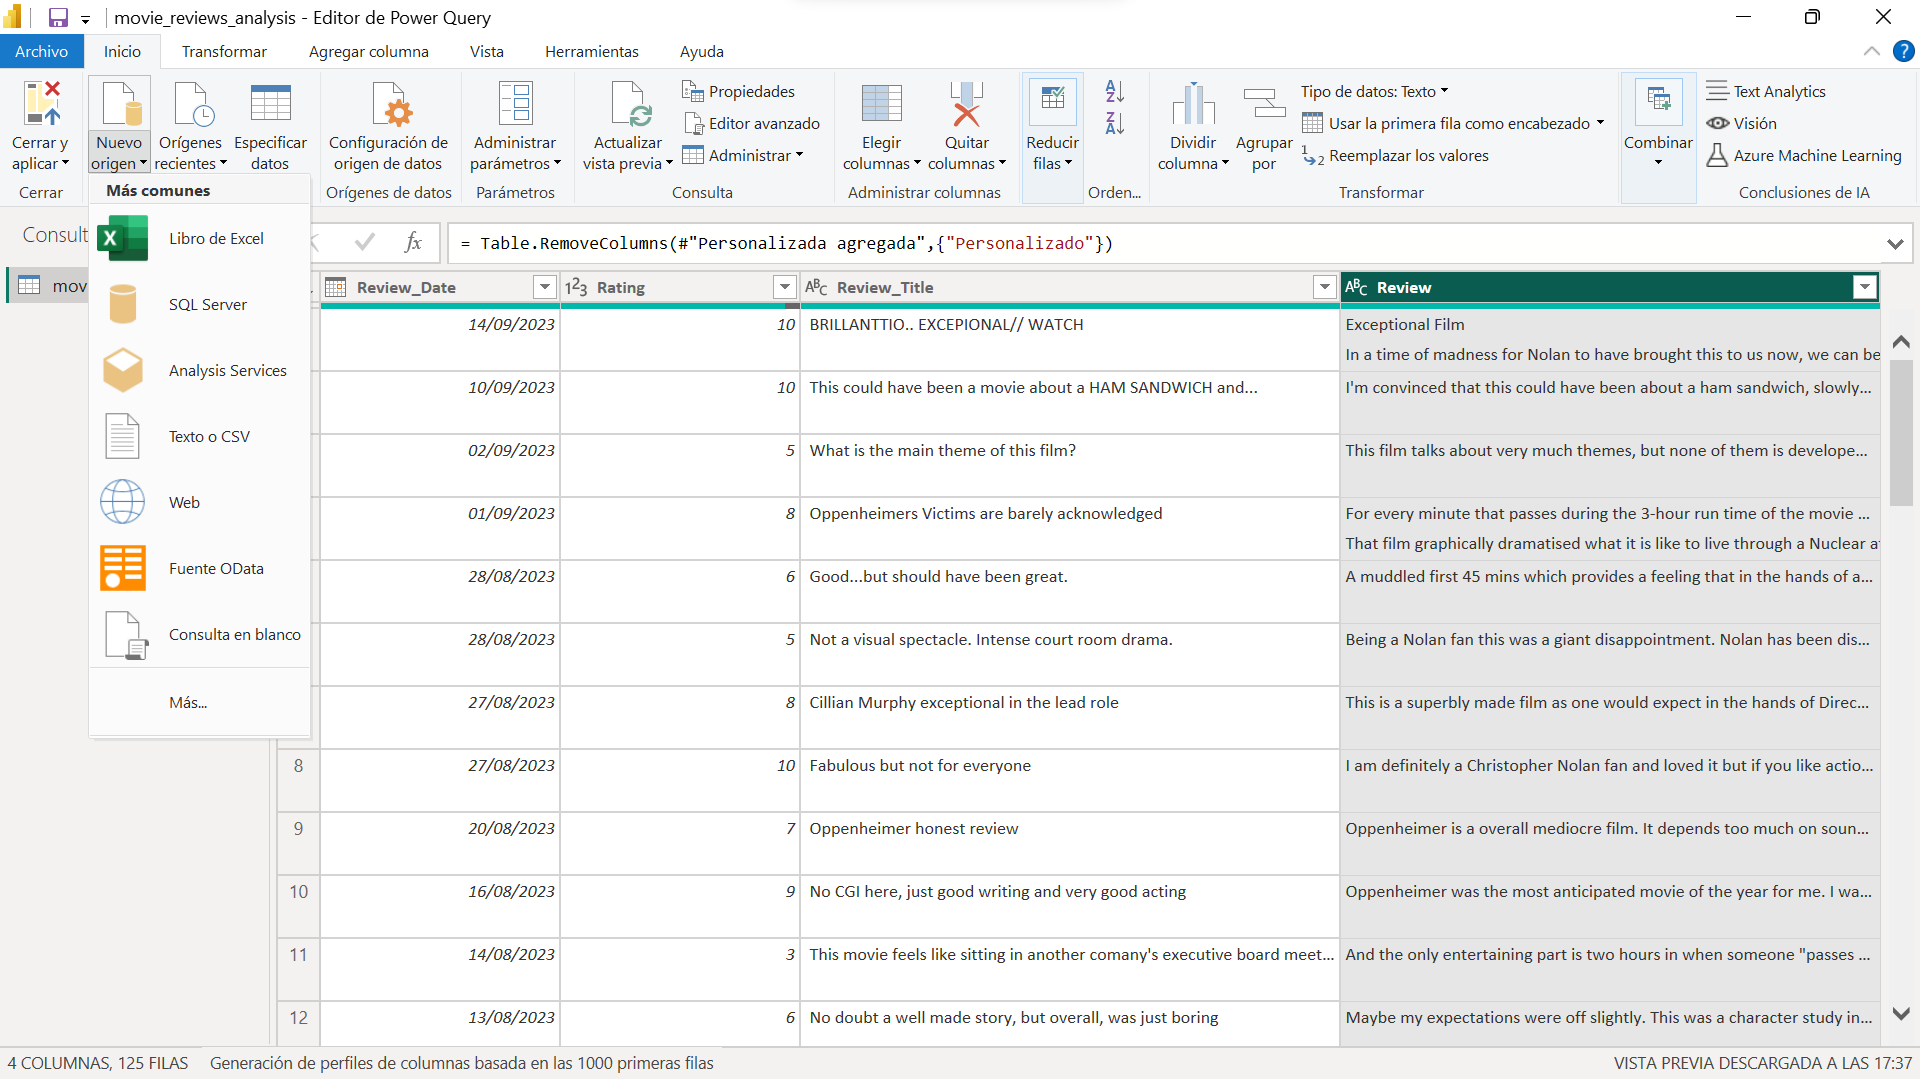 movie_reviews_analysis - Editor de Power Query
Archivo
Inicio
Transformar
Agregar columna
Vista
Herramientas
Ayuda
?
Cerrar y
aplicar
Nuevo
origen
Orígenes
recientes
Especificar
datos
Configuración de
origen de datos
Administrar
parámetros
Actualizar
vista previa
Propiedades
Editor avanzado
Administrar
Elegir
columnas
Quitar
columnas
Reducir
filas
Dividir
columna
Agrupar
por
Tipo de datos: Texto
Usar la primera fila como encabezado
Reemplazar los valores
Combinar
Text Analytics
Visión
Azure Machine Learning
Cerrar
Orígenes de datos
Parámetros
Consulta
Administrar columnas
Orden...
Transformar
Conclusiones de IA
Más comunes
Libro de Excel
SQL Server
Analysis Services
Texto o CSV
Web
Fuente OData
Consulta en blanco
Más...
Consult
mov
fx
= Table.RemoveColumns(#"Personalizada agregada",{"Personalizado"})
Review_Date
123 Rating
ABC Review_Title
ABC Review
14/09/2023 10 BRILLANTTIO.. EXCEPIONAL// WATCH Exceptional Film
In a time of madness for Nolan to have brought this to us now, we can be
10/09/2023 10 This could have been a movie about a HAM SANDWICH and... I'm convinced that this could have been about a ham sandwich, slowly...
02/09/2023 5 What is the main theme of this film? This film talks about very much themes, but none of them is develope...
01/09/2023 8 Oppenheimers Victims are barely acknowledged For every minute that passes during the 3-hour run time of the movie ...
That film graphically dramatised what it is like to live through a Nuclear a
28/08/2023 6 Good...but should have been great. A muddled first 45 mins which provides a feeling that in the hands of a...
28/08/2023 5 Not a visual spectacle. Intense court room drama. Being a Nolan fan this was a giant disappointment. Nolan has been dis...
27/08/2023 8 Cillian Murphy exceptional in the lead role This is a superbly made film as one would expect in the hands of Direc...
8 27/08/2023 10 Fabulous but not for everyone I am definitely a Christopher Nolan fan and loved it but if you like actio...
9 20/08/2023 7 Oppenheimer honest review Oppenheimer is a overall mediocre film. It depends too much on soun...
10 16/08/2023 9 No CGI here, just good writing and very good acting Oppenheimer was the most anticipated movie of the year for me. I wa...
11 14/08/2023 3 This movie feels like sitting in another comany's executive board meet... And the only entertaining part is two hours in when someone "passes ...
12 13/08/2023 6 No doubt a well made story, but overall, was just boring Maybe my expectations were off slightly. This was a character study in...
4 COLUMNAS, 125 FILAS
Generación de perfiles de columnas basada en las 1000 primeras filas
VISTA PREVIA DESCARGADA A LAS 17:37